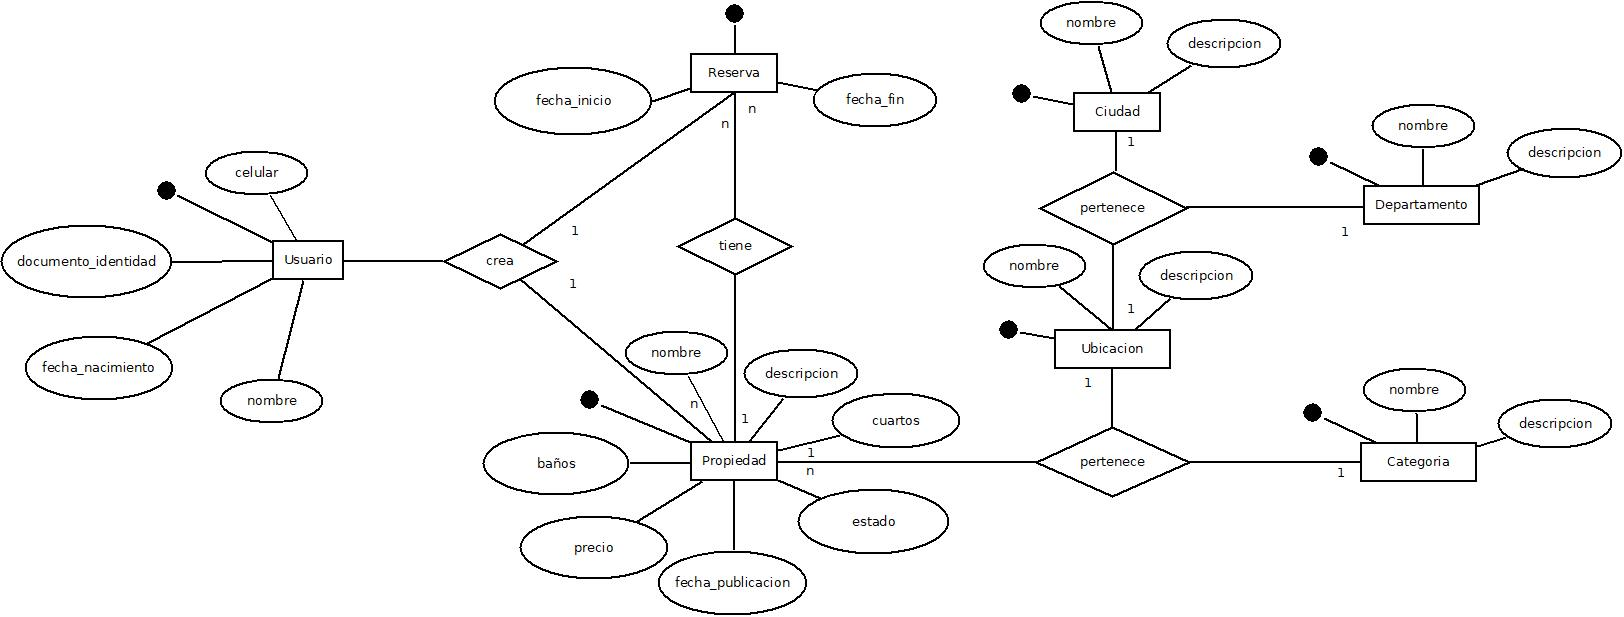 nombre
descripcion
Reserva
fecha_inicio
fecha_fin
n
n
Ciudad
1
nombre
descripcion
celular
Departamento
pertenece
1
documento_identidad
Usuario
crea
1
1
tiene
nombre
descripcion
1
Ubicacion
1
fecha_nacimiento
nombre
nombre
descripcion
n
1
cuartos
1
n
baños
Propiedad
pertenece
nombre
descripcion
Categoria
1
precio
estado
fecha_publicacion